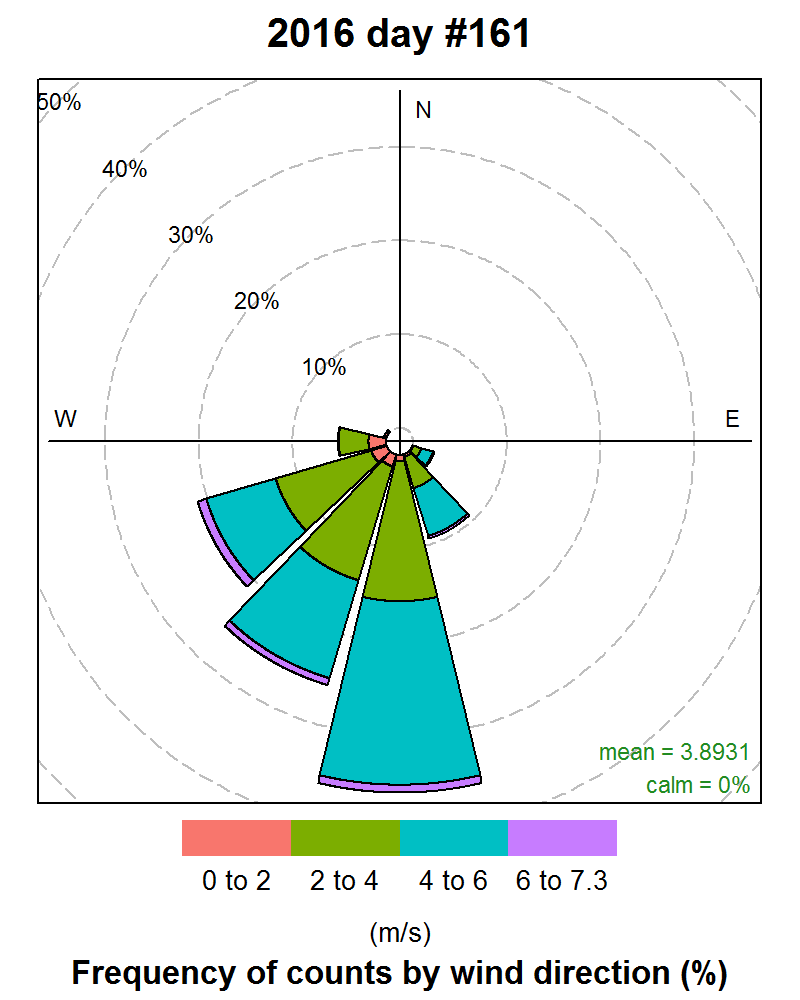 2016 day #161
50%
N
40%
30%
20%
10%
W
E
mean = 3.8931
calm = 0%
0 to 2
2 to 4
4 to 6
6 to 7.3
(m/s)
Frequency of counts by wind direction (%)